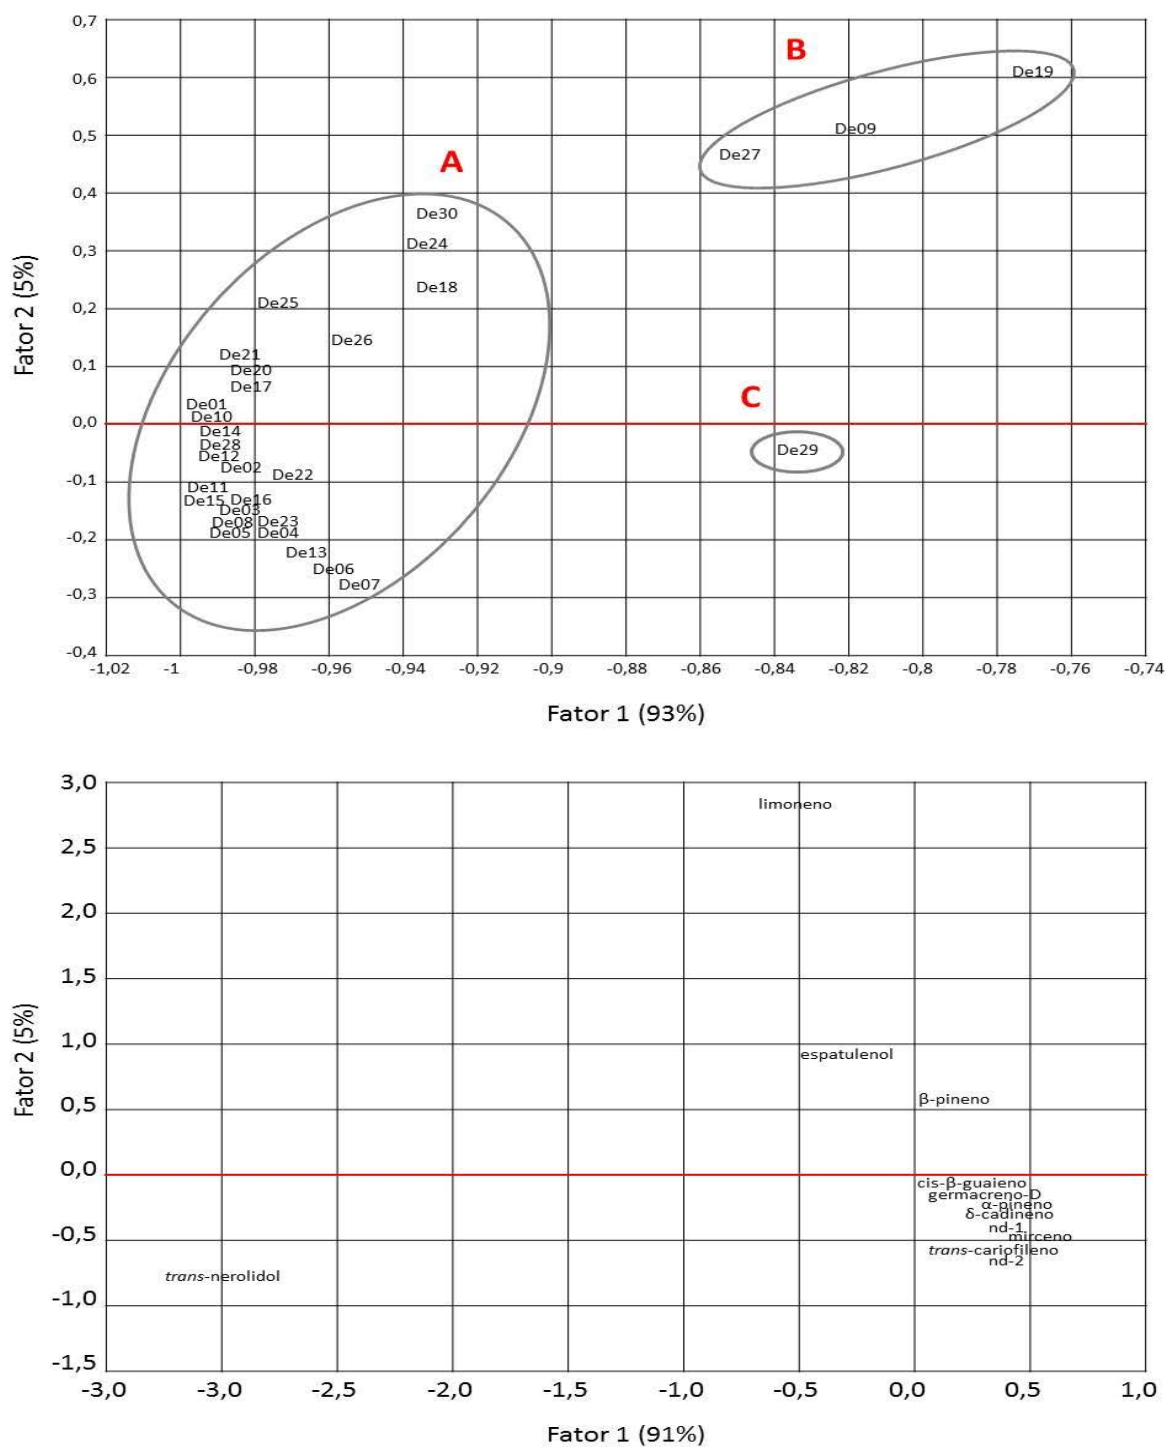 0,7
B
De19
0,6
De09
0,5
De27
A
0,4
De30
0,3
De24
De18
Fator 2 (5%)
0,2
De25
De26
De21
0,1
De20
De17
C
De01
De10
0,0
De14
De28
De29
De12
De02
De22
-0,1
De11
De15
De16
De03
De08
De23
De05
De04
-0,2
De13
De06
De07
-0,3
-0,4
-1,02 -1 -0,98 -0,96 -0,94 -0,92 -0,9 -0,88 -0,86 -0,84 -0,82 -0,8 -0,78 -0,76 -0,74
Fator 1 (93%)
3,0
limoneno
2,5
2,0
1,5
Fator 2 (5%)
1,0
espatulenol
0,5
β-pineno
0,0
cis-β-guaieno
germacreno-D
α-pineno
δ-cadineno
nd-1
-0,5
mirceno
trans-cariofileno
nd-2
trans-nerolidol
-1,0
-1,5
-3,0 -3,0 -2,5 -2,0 -1,5 -1,0 -0,5 0,0 0,5 1,0
Fator 1 (91%)